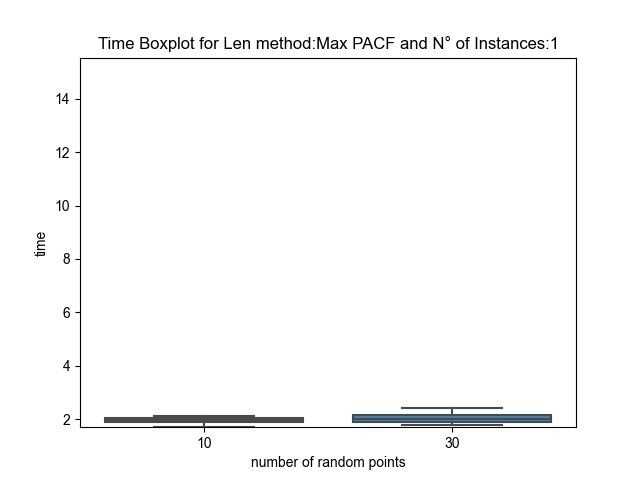 Time Boxplot for Len method:Max PACF and N° of Instances:1
14
12
10
8
6
4
2
time
10 30
number of random points